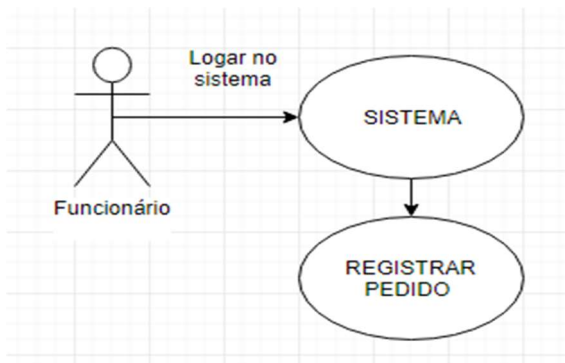 Logar no
sistema
SISTEMA
Funcionário
REGISTRAR
PEDIDO